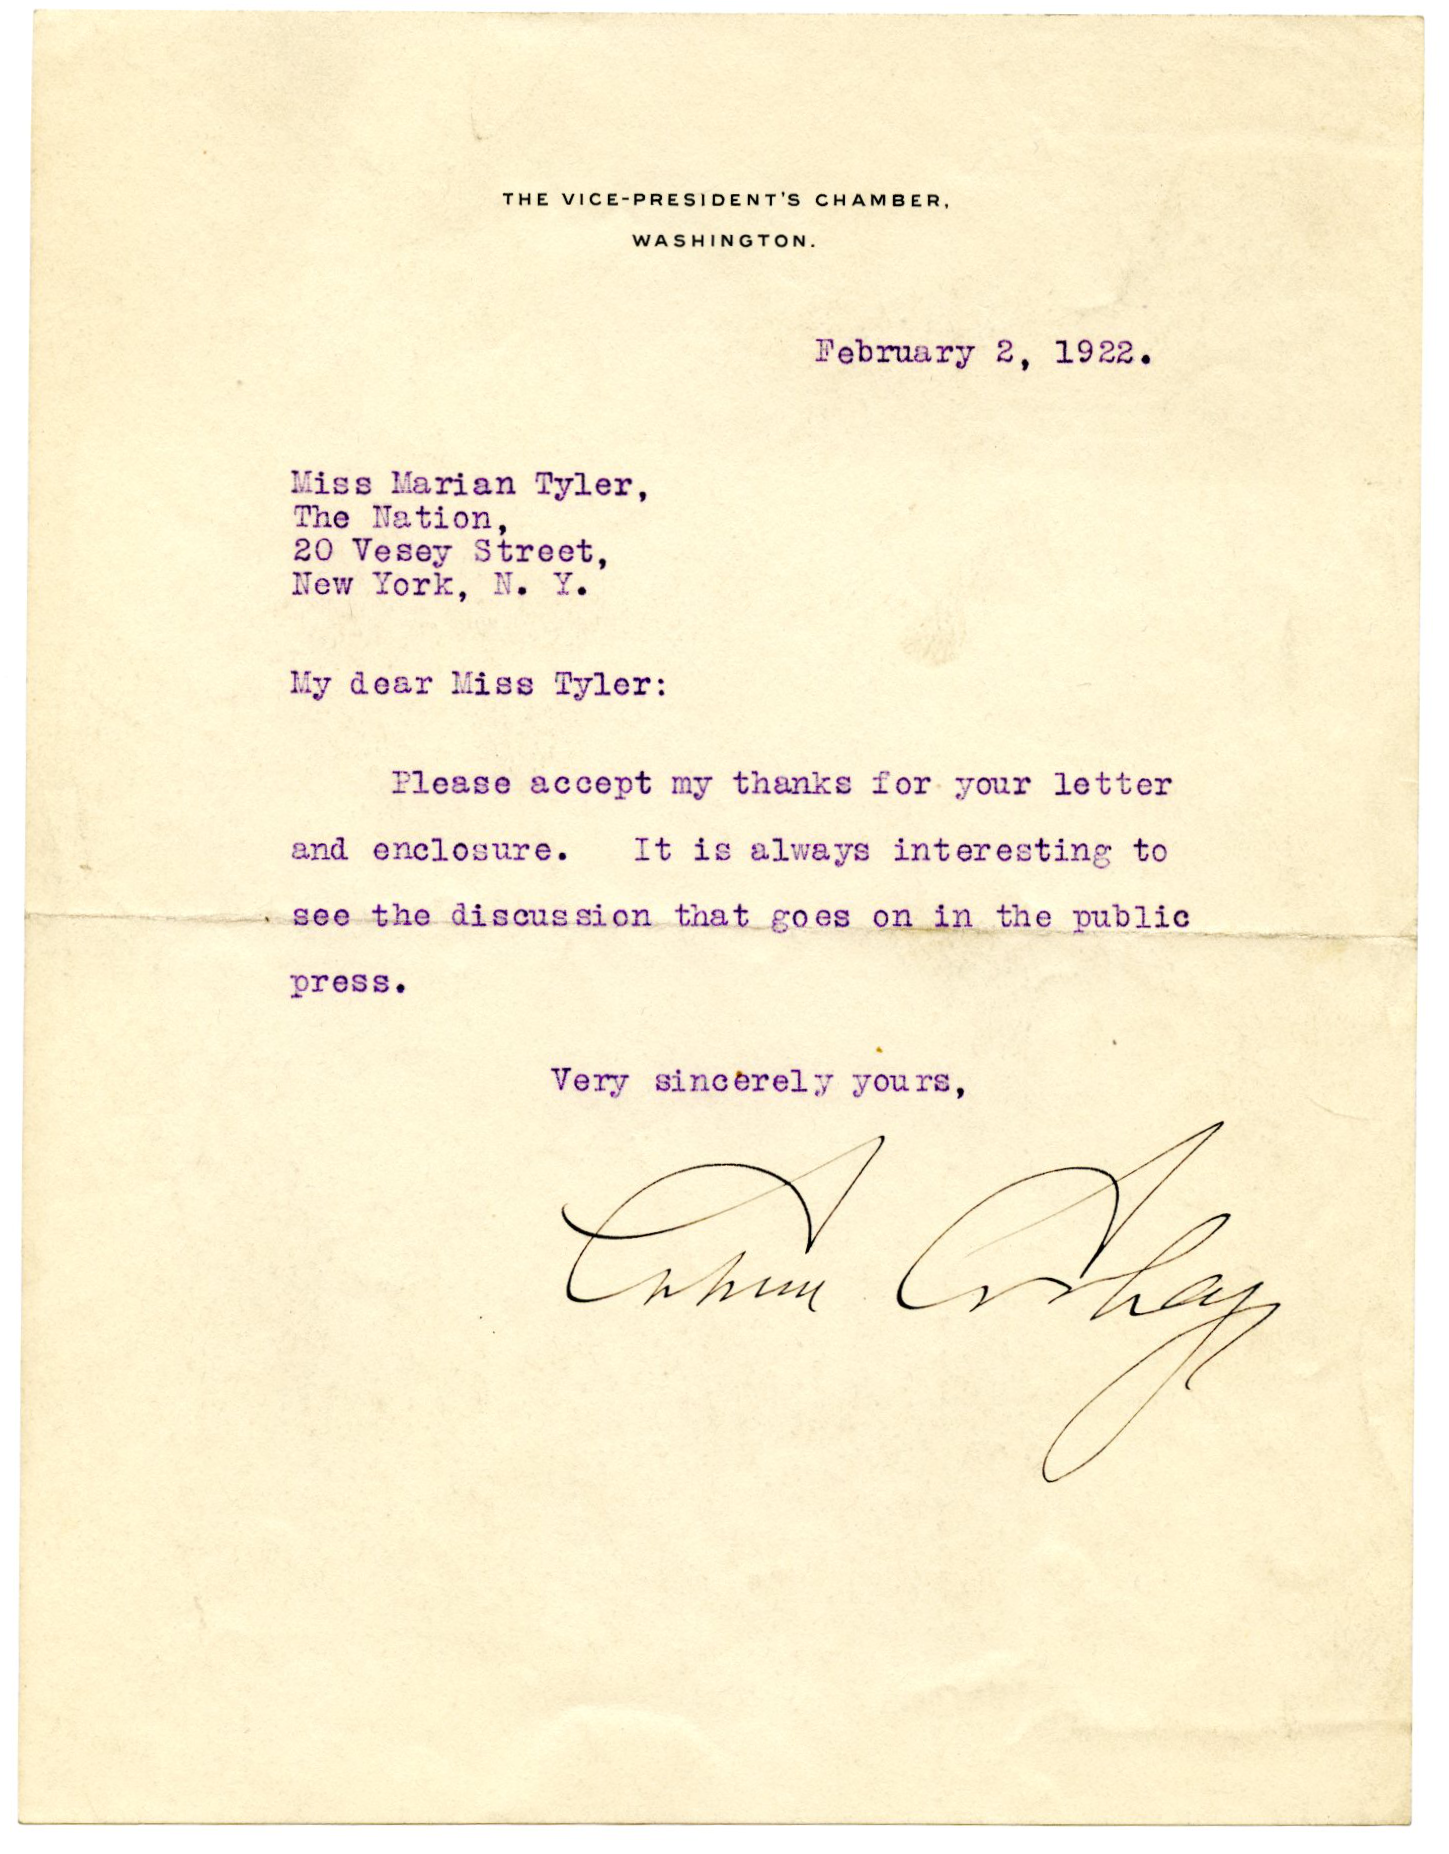 THE VICE-PRESIDENT'S CHAMBER,
WASHINGTON.
February 2, 1922.
Miss Marian Tyler,
The Nation,
20 Vesey Street,
New York, N. Y.
My dear Miss Tyler:
Please accept my thanks for your letter
and enclosure. It is always interesting to
see the discussion that goes on in the public
press.
Very sincerely yours,
Calvin Coolidge